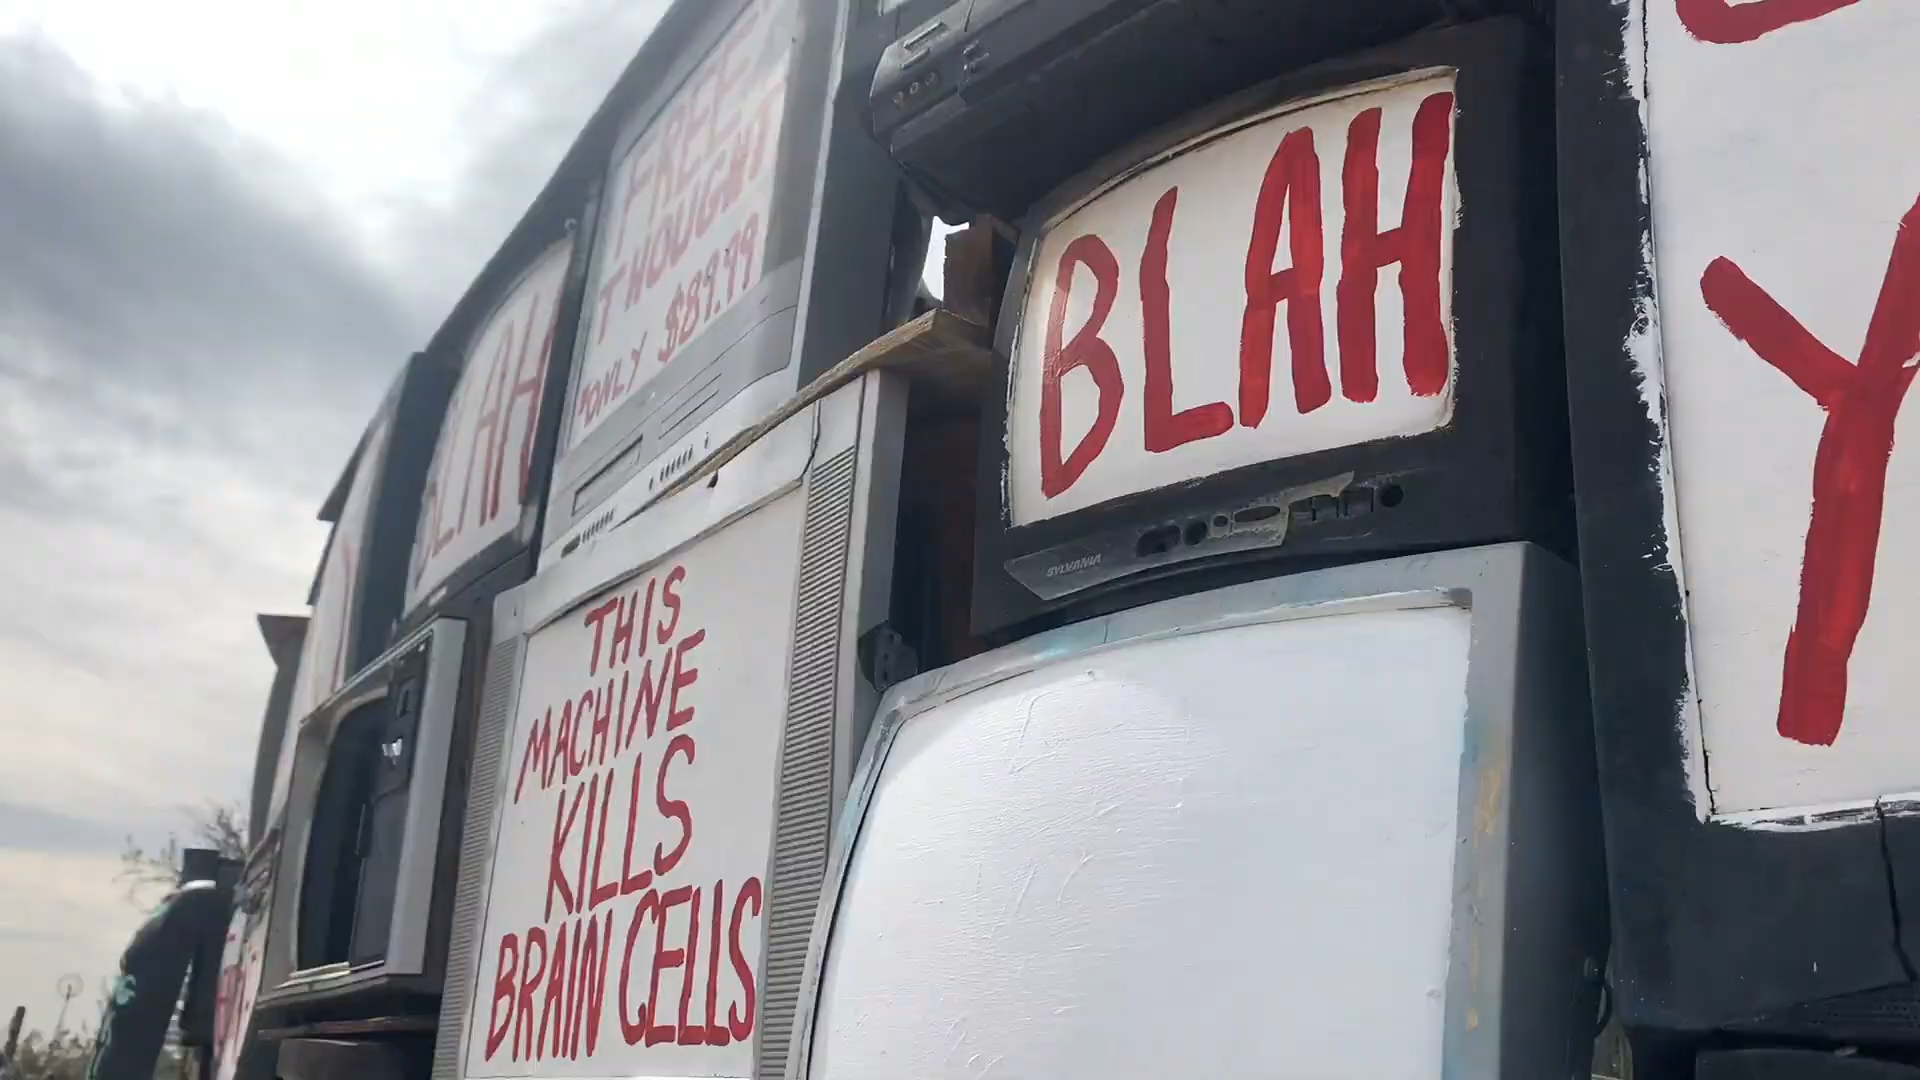 FREE
THOUGHT
*ONLY $89.99
BLAH
BLAH
SYLVANIA
THIS
MACHINE
KILLS
BRAIN CELLS
Y